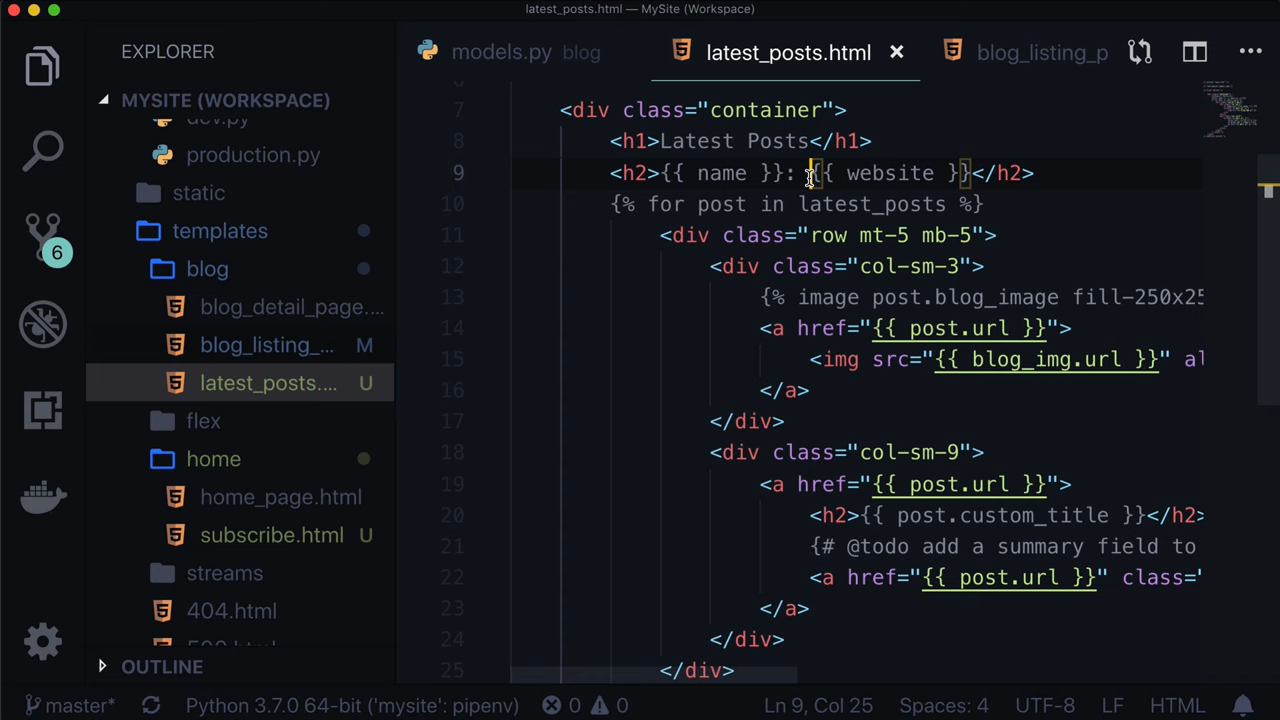 latest_posts.html — MySite (Workspace)
EXPLORER
models.py blog
latest_posts.html
blog_listing_p
MYSITE (WORKSPACE)
dev.py
production.py
static
templates
blog
blog_detail_page....
blog_listing_... M
latest_posts.... U
flex
home
home_page.html
subscribe.html U
streams
404.html
500.html
OUTLINE
6
7 <div class="container">
8 <h1>Latest Posts</h1>
9 <h2>{{ name }}: {{ website }}</h2>
10 {% for post in latest_posts %}
11 <div class="row mt-5 mb-5">
12 <div class="col-sm-3">
13 {% image post.blog_image fill-250x25
14 <a href="{{ post.url }}">
15 <img src="{{ blog_img.url }}" al
16 </a>
17 </div>
18 <div class="col-sm-9">
19 <a href="{{ post.url }}">
20 <h2>{{ post.custom_title }}</h2>
21 {# @todo add a summary field to
22 <a href="{{ post.url }}" class="
23 </a>
24 </div>
25 </div>
master* Python 3.7.0 64-bit ('mysite': pipenv) 0 0 Ln 9, Col 25 Spaces: 4 UTF-8 LF HTML